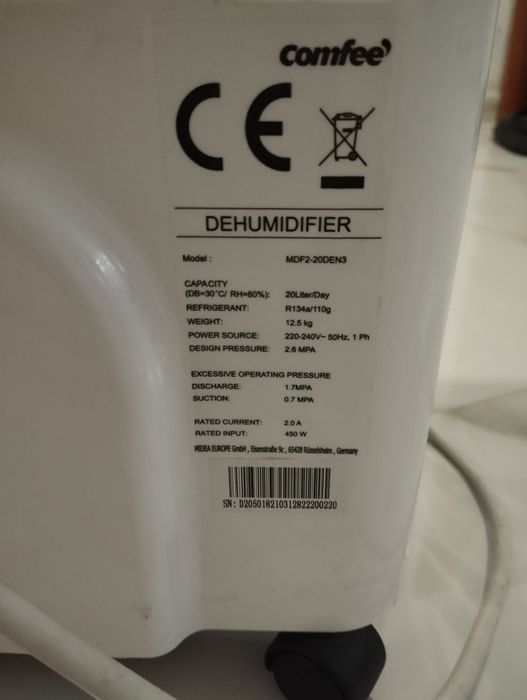 comfee'
CE
DEHUMIDIFIER
Model : MDF2-20DEN3
CAPACITY
(DB=30°C/ RH=80%): 20Liter/Day
REFRIGERANT: R134a/110g
WEIGHT: 12.5 kg
POWER SOURCE: 220-240V~ 50Hz, 1 Ph
DESIGN PRESSURE: 2.6 MPA
EXCESSIVE OPERATING PRESSURE
DISCHARGE: 1.7MPA
SUCTION: 0.7 MPA
RATED CURRENT: 2.0 A
RATED INPUT: 450 W
MIDEA EUROPE GmbH , Eisenstraße 9c , 65428 Rüsselsheim , Germany
SN: D205018210312822200220